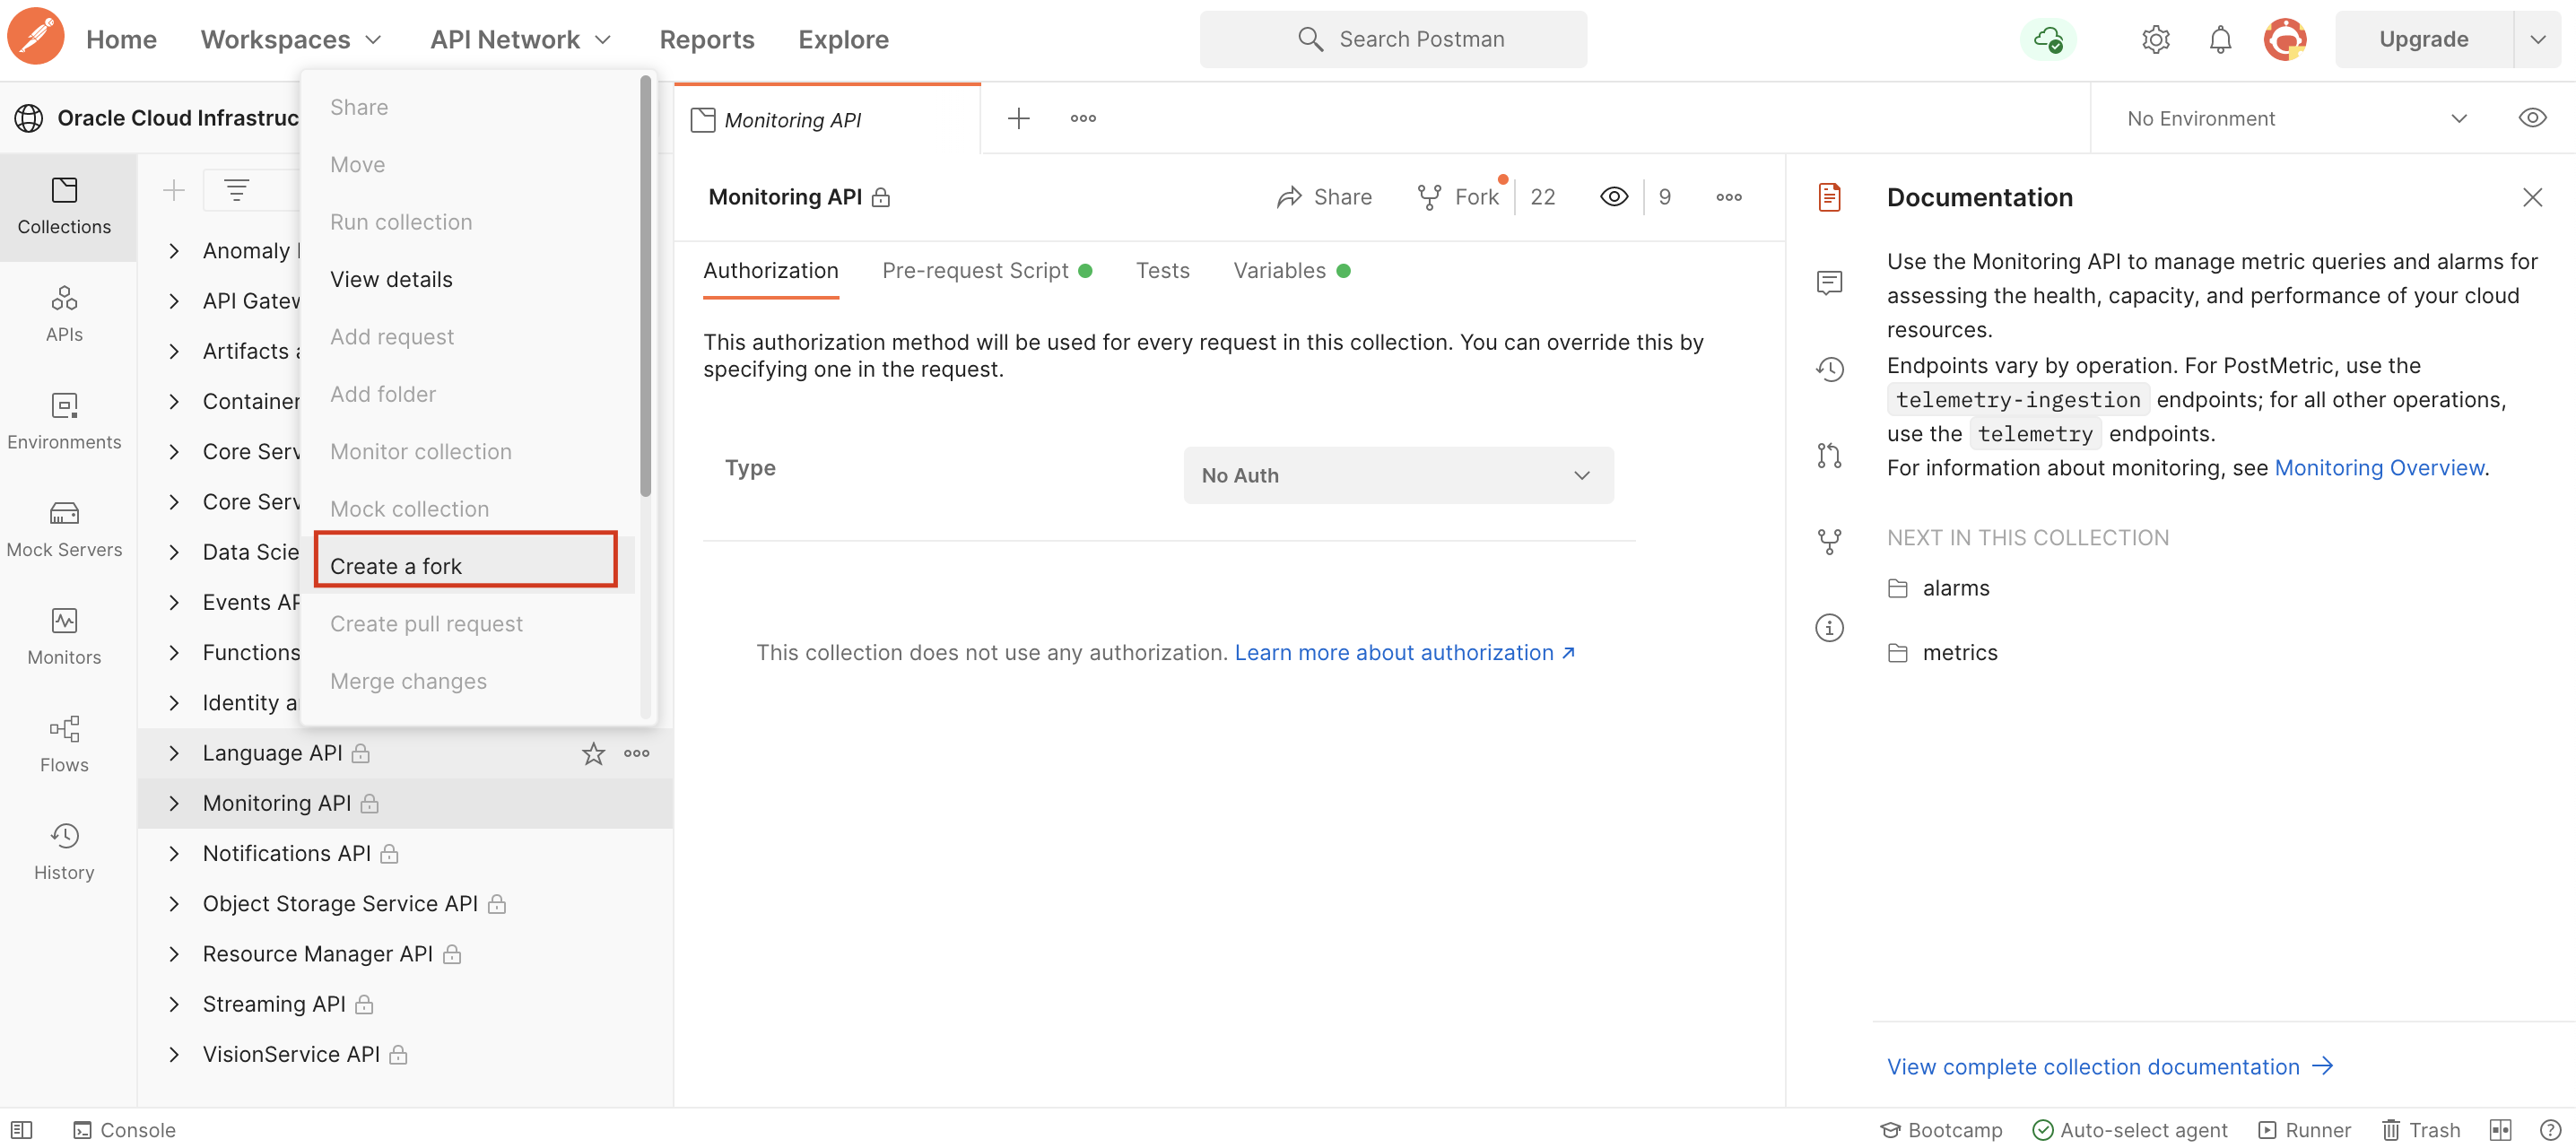 Home
Workspaces
API Network
Reports
Explore
Search Postman
Upgrade
Oracle Cloud Infrastruc
Monitoring API
No Environment
Collections
APIs
Environments
Mock Servers
Monitors
Flows
History
Anomaly
API Gatew
Artifacts
Container
Core Serv
Core Serv
Data Scie
Events AP
Functions
Identity a
Language API
Monitoring API
Notifications API
Object Storage Service API
Resource Manager API
Streaming API
VisionService API
Share
Move
Run collection
View details
Add request
Add folder
Monitor collection
Mock collection
Create a fork
Create pull request
Merge changes
Monitoring API
Share
Fork
22
9
Authorization
Pre-request Script
Tests
Variables
This authorization method will be used for every request in this collection. You can override this by
specifying one in the request.
Type
No Auth
This collection does not use any authorization. Learn more about authorization ↗
Documentation
Use the Monitoring API to manage metric queries and alarms for
assessing the health, capacity, and performance of your cloud
resources.
Endpoints vary by operation. For PostMetric, use the
telemetry-ingestion endpoints; for all other operations,
use the telemetry endpoints.
For information about monitoring, see Monitoring Overview.
NEXT IN THIS COLLECTION
alarms
metrics
View complete collection documentation →
Console
Bootcamp
Auto-select agent
Runner
Trash